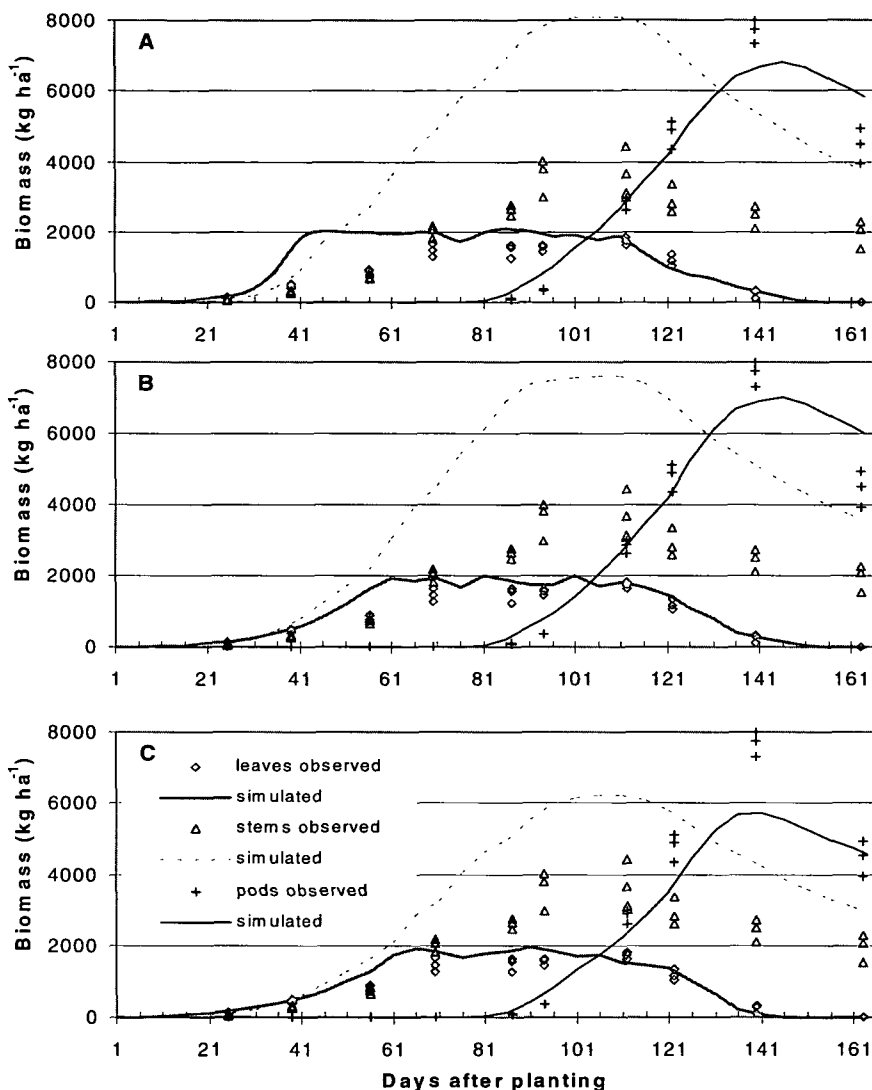 A
Biomass (kg ha-1)
8000
6000
4000
2000
0
1 21 41 61 81 101 121 141 161
B
Biomass (kg ha-1)
8000
6000
4000
2000
0
1 21 41 61 81 101 121 141 161
C
Biomass (kg ha-1)
8000
6000
4000
2000
0
leaves observed
simulated
stems observed
simulated
pods observed
simulated
1 21 41 61 81 101 121 141 161
Days after planting